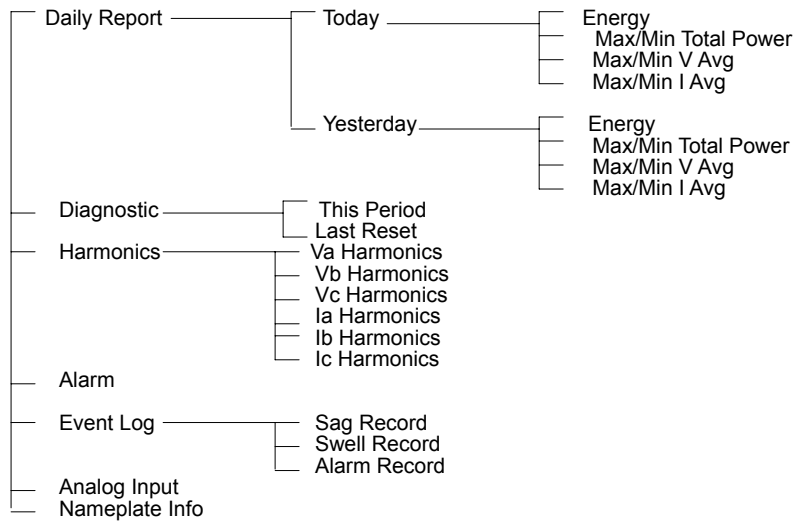 Daily Report
Today
Energy
Max/Min Total Power
Max/Min V Avg
Max/Min I Avg
Yesterday
Energy
Max/Min Total Power
Max/Min V Avg
Max/Min I Avg
Diagnostic
This Period
Last Reset
Harmonics
Va Harmonics
Vb Harmonics
Vc Harmonics
Ia Harmonics
Ib Harmonics
Ic Harmonics
Alarm
Event Log
Sag Record
Swell Record
Alarm Record
Analog Input
Nameplate Info